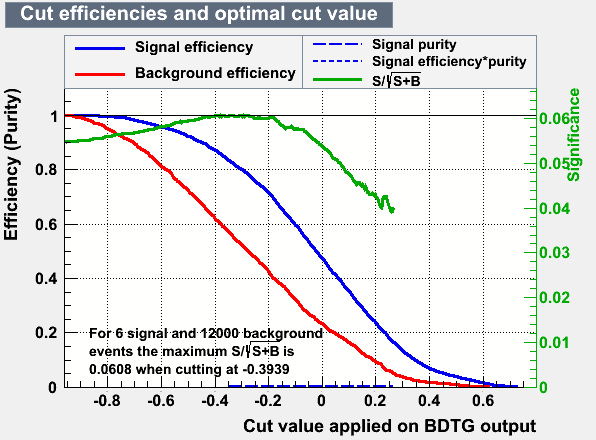 Cut efficiencies and optimal cut value
Signal efficiency
Background efficiency
Signal purity
Signal efficiency*purity
S/√S+B
Efficiency (Purity)
1
0.8
0.6
0.4
0.2
0
0.06
0.05
0.04
0.03
0.02
0.01
0
Significance
For 6 signal and 12000 background
events the maximum S/√S+B is
0.0608 when cutting at -0.3939
-0.8 -0.6 -0.4 -0.2 0 0.2 0.4 0.6
Cut value applied on BDTG output